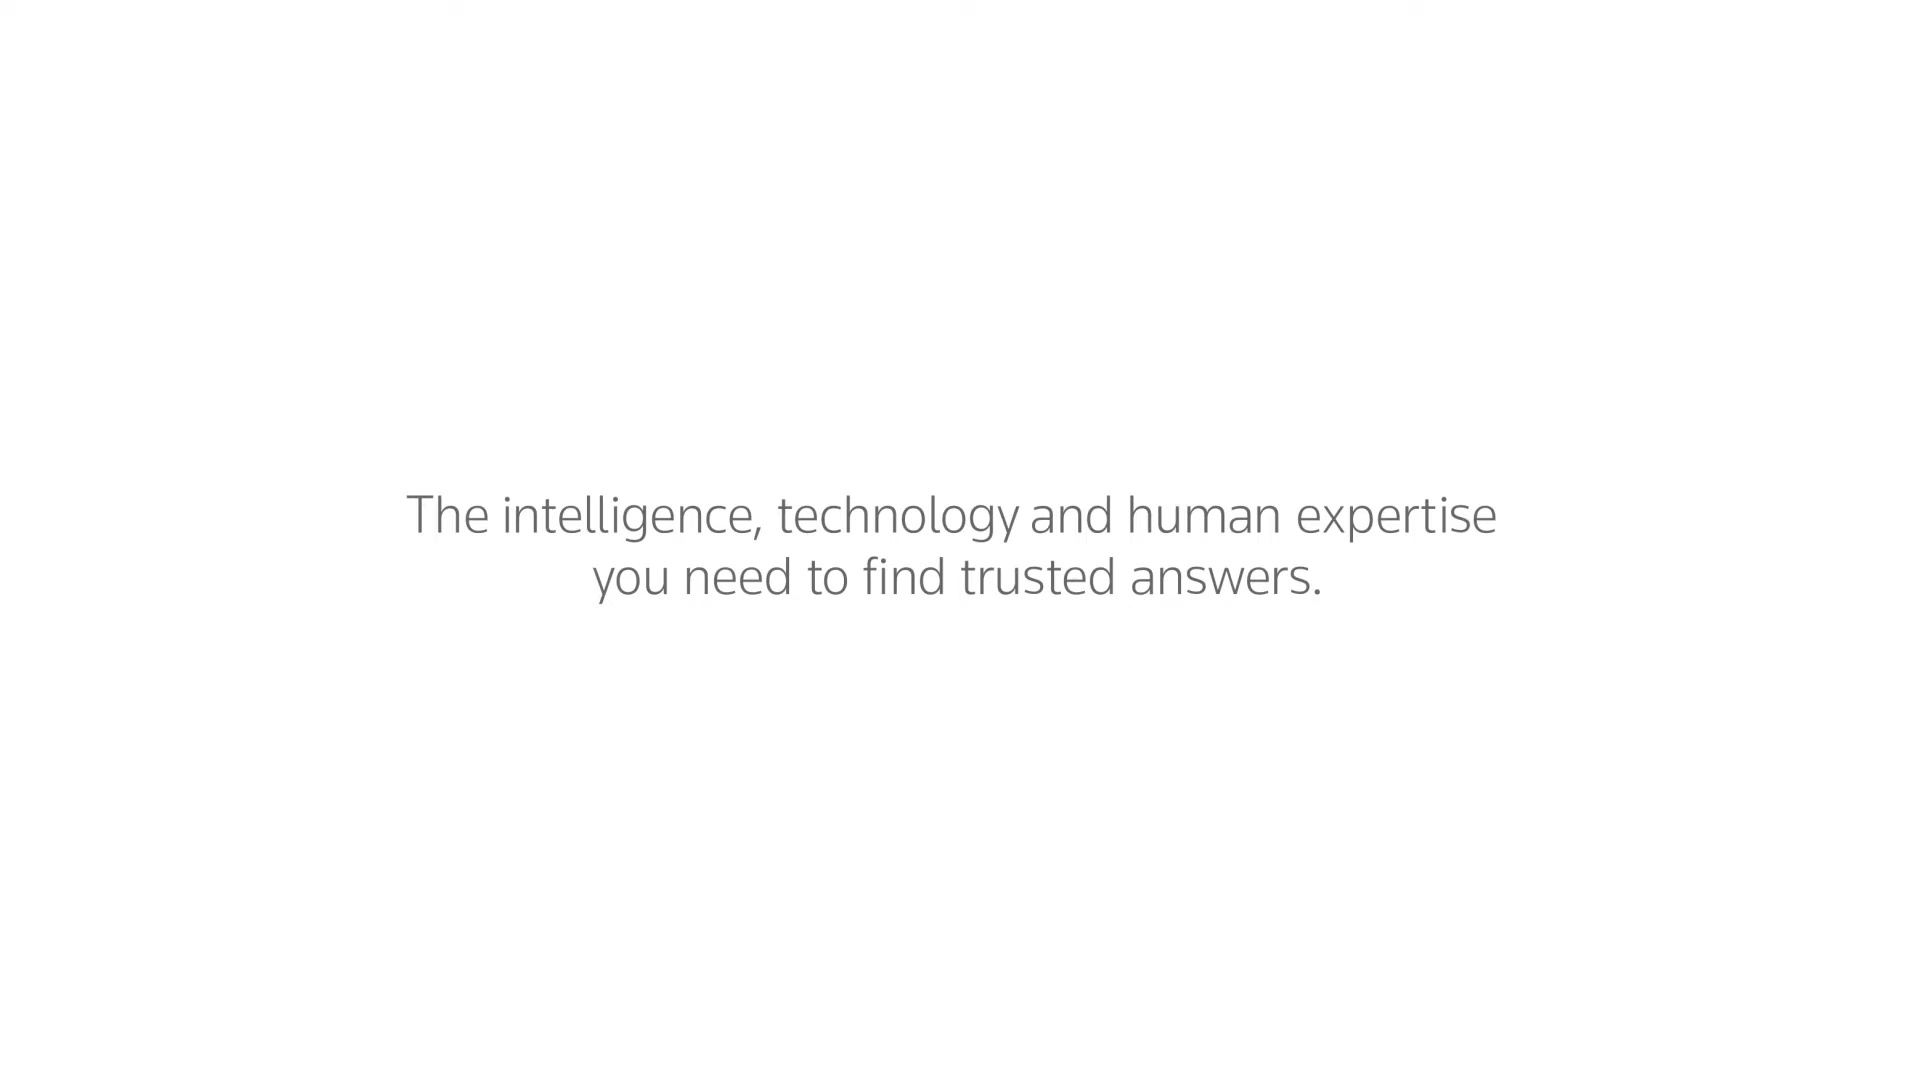 The intelligence, technology and human expertise
you need to find trusted answers.